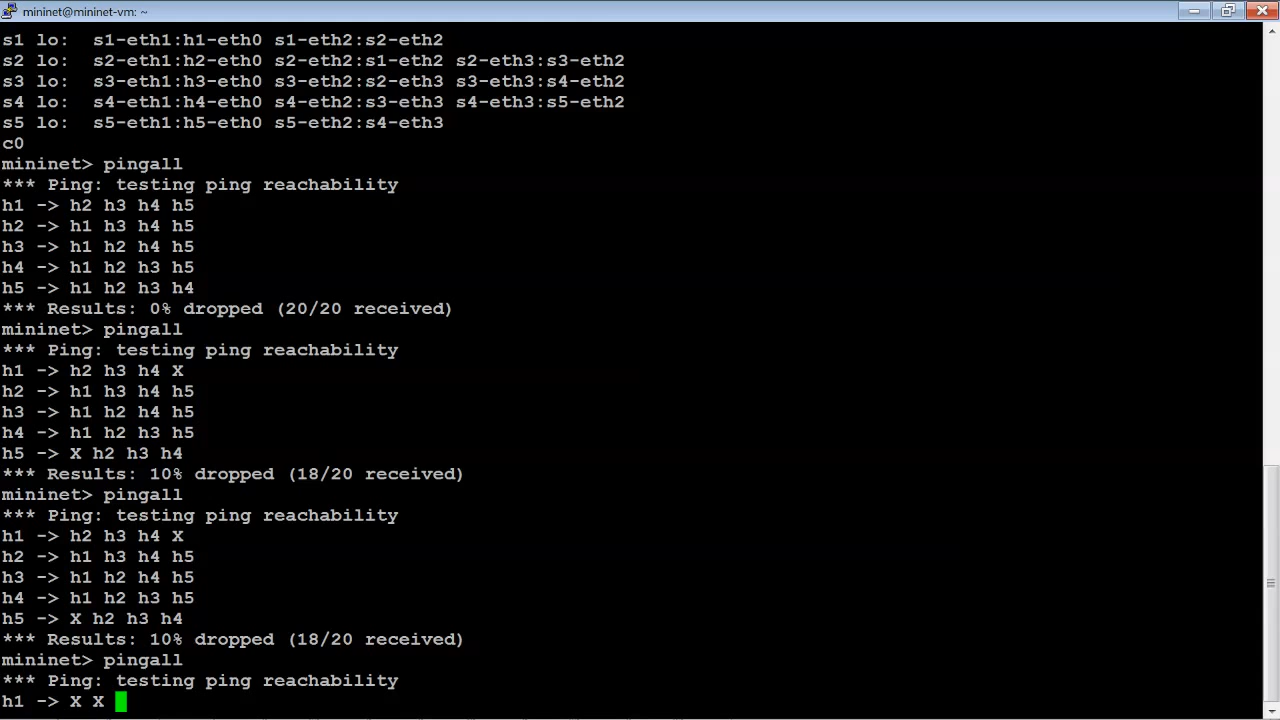 mininet@mininet-vm: ~
s1 lo:  s1-eth1:h1-eth0 s1-eth2:s2-eth2
s2 lo:  s2-eth1:h2-eth0 s2-eth2:s1-eth2 s2-eth3:s3-eth2
s3 lo:  s3-eth1:h3-eth0 s3-eth2:s2-eth3 s3-eth3:s4-eth2
s4 lo:  s4-eth1:h4-eth0 s4-eth2:s3-eth3 s4-eth3:s5-eth2
s5 lo:  s5-eth1:h5-eth0 s5-eth2:s4-eth3
c0
mininet> pingall
*** Ping: testing ping reachability
h1 -> h2 h3 h4 h5
h2 -> h1 h3 h4 h5
h3 -> h1 h2 h4 h5
h4 -> h1 h2 h3 h5
h5 -> h1 h2 h3 h4
*** Results: 0% dropped (20/20 received)
mininet> pingall
*** Ping: testing ping reachability
h1 -> h2 h3 h4 X
h2 -> h1 h3 h4 h5
h3 -> h1 h2 h4 h5
h4 -> h1 h2 h3 h5
h5 -> X h2 h3 h4
*** Results: 10% dropped (18/20 received)
mininet> pingall
*** Ping: testing ping reachability
h1 -> h2 h3 h4 X
h2 -> h1 h3 h4 h5
h3 -> h1 h2 h4 h5
h4 -> h1 h2 h3 h5
h5 -> X h2 h3 h4
*** Results: 10% dropped (18/20 received)
mininet> pingall
*** Ping: testing ping reachability
h1 -> X X